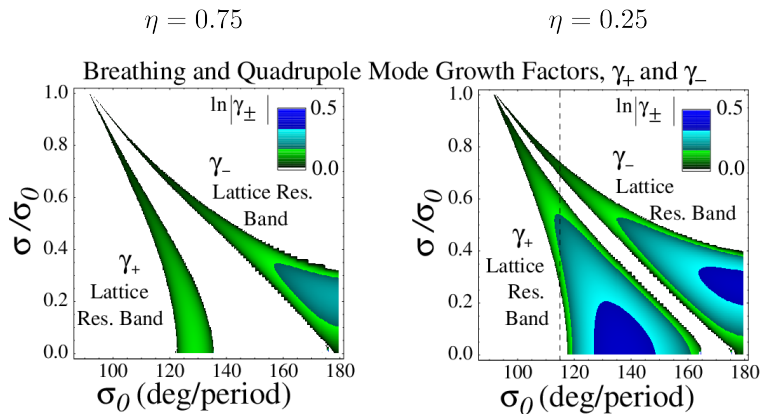 η = 0.75
η = 0.25
Breathing and Quadrupole Mode Growth Factors, γ+ and γ−
ln|γ±|
0.5
0.0
γ−
Lattice Res.
Band
γ+
Lattice
Res. Band
σ/σ0
1.0
0.8
0.6
0.4
0.2
0.0
100 120 140 160 180
σ0 (deg/period)
ln|γ±|
0.5
0.0
γ−
Lattice
Res. Band
γ+
Lattice
Res.
Band
σ/σ0
1.0
0.8
0.6
0.4
0.2
0.0
100 120 140 160 180
σ0 (deg/period)